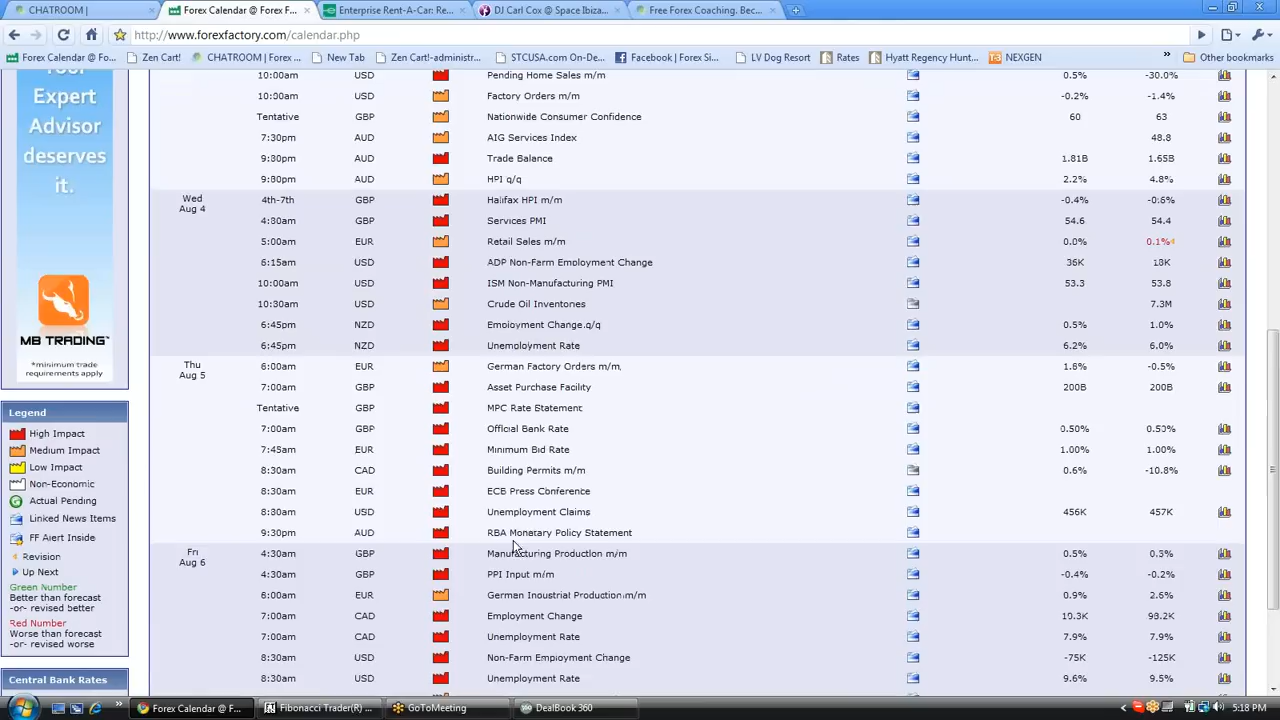 CHATROOM |
Forex Calendar @ Forex F...
Enterprise Rent-A-Car: Re...
DJ Carl Cox @ Space Ibiza...
Free Forex Coaching. Bec...
http://www.forexfactory.com/calendar.php
Forex Calendar @ Fo...
Zen Cart!
CHATROOM | Forex ...
New Tab
Zen Cart!-administr...
STCUSA.com On-De...
Facebook | Forex Si...
LV Dog Resort
Rates
Hyatt Regency Hunt...
NEXGEN
»
Other bookmarks
Your
Expert
Advisor
deserves
it.
MB TRADING™
*minimum trade
requirements apply
10:00am USD Pending Home Sales m/m 0.5% -30.0%
10:00am USD Factory Orders m/m -0.2% -1.4%
Tentative GBP Nationwide Consumer Confidence 60 63
7:30pm AUD AIG Services Index 48.8
9:30pm AUD Trade Balance 1.81B 1.65B
9:30pm AUD HPI q/q 2.2% 4.8%
Wed
Aug 4
4th-7th GBP Halifax HPI m/m -0.4% -0.6%
4:30am GBP Services PMI 54.6 54.4
5:00am EUR Retail Sales m/m 0.0% 0.1%
6:15am USD ADP Non-Farm Employment Change 36K 18K
10:00am USD ISM Non-Manufacturing PMI 53.3 53.8
10:30am USD Crude Oil Inventories 7.3M
6:45pm NZD Employment Change q/q 0.5% 1.0%
6:45pm NZD Unemployment Rate 6.2% 6.0%
Thu
Aug 5
6:00am EUR German Factory Orders m/m 1.6% -0.5%
7:00am GBP Asset Purchase Facility 200B 200B
Tentative GBP MPC Rate Statement
7:00am GBP Official Bank Rate 0.50% 0.50%
7:45am EUR Minimum Bid Rate 1.00% 1.00%
8:30am CAD Building Permits m/m 0.6% -10.8%
8:30am EUR ECB Press Conference
8:30am USD Unemployment Claims 456K 457K
9:30pm AUD RBA Monetary Policy Statement
Fri
Aug 6
4:30am GBP Manufacturing Production m/m 0.5% 0.3%
4:30am GBP PPI Input m/m -0.4% -0.2%
6:00am EUR German Industrial Production m/m 0.9% 2.6%
7:00am CAD Employment Change 10.3K 93.2K
7:00am CAD Unemployment Rate 7.9% 7.9%
8:30am USD Non-Farm Employment Change -75K -125K
8:30am USD Unemployment Rate 9.6% 9.5%
Legend
High Impact
Medium Impact
Low Impact
Non-Economic
Actual Pending
Linked News Items
FF Alert Inside
Revision
Up Next
Green Number
Better than forecast
-or- revised better
Red Number
Worse than forecast
-or- revised worse
Central Bank Rates
»
Forex Calendar @ For...
Fibonacci Trader(R) ...
GoToMeeting
DealBook 360
5:18 PM